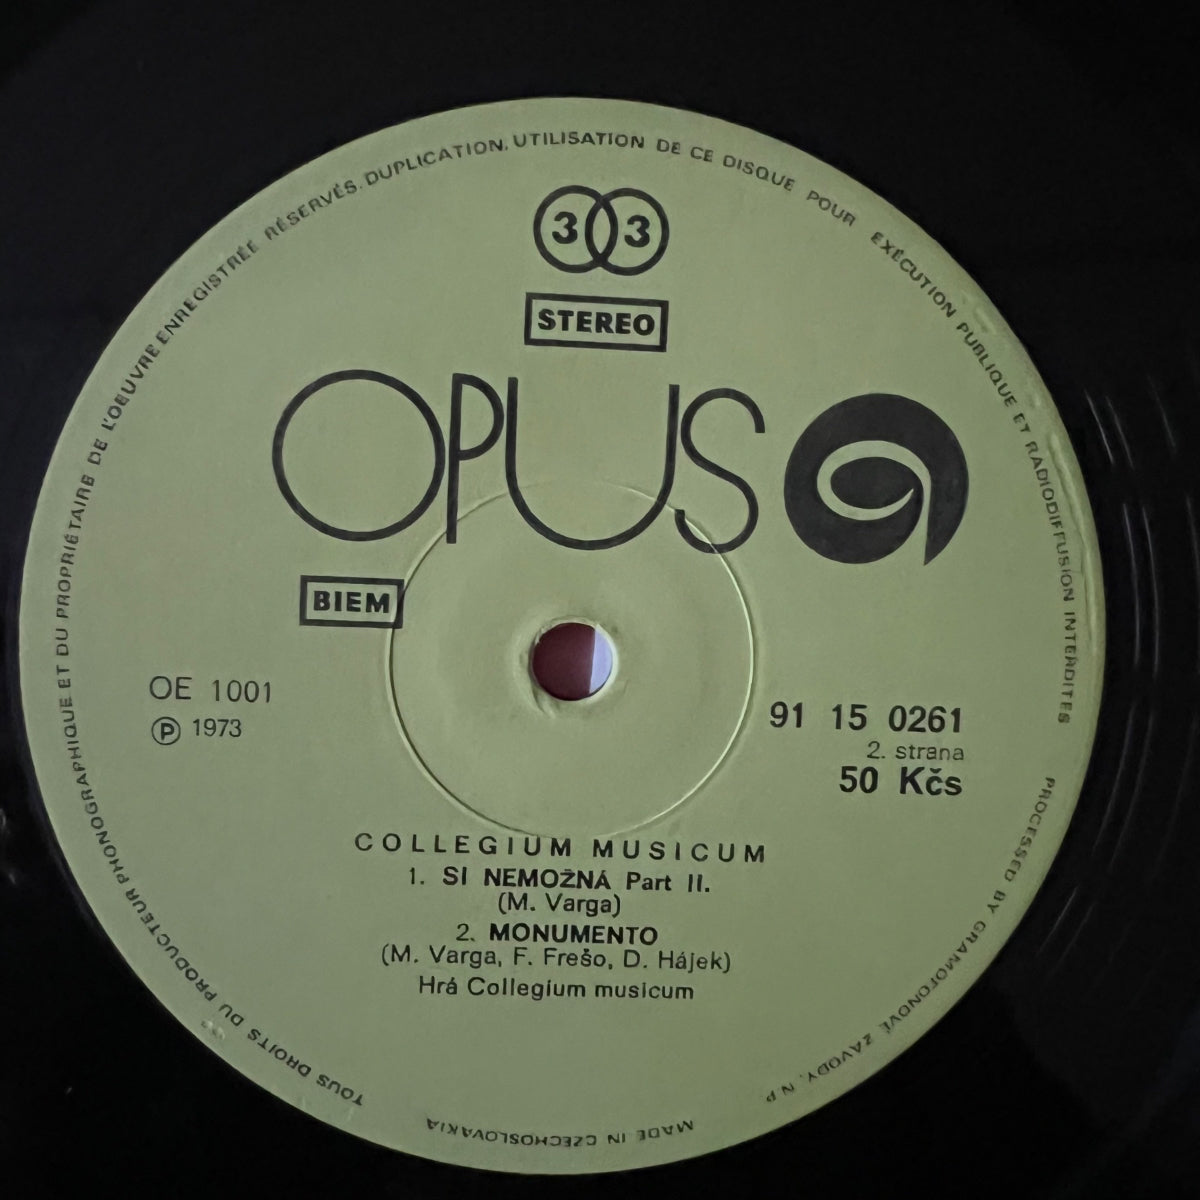 TOUS DROITS DU PRODUCTEUR PHONOGRAPHIQUE ET DU PROPRIÉTAIRE DE L'OEUVRE ENREGISTRÉE RÉSERVÉS. DUPLICATION, UTILISATION DE CE DISQUE POUR EXÉCUTION PUBLIQUE ET RADIODIFFUSION INTERDITES
33
STEREO
OPUS
BIEM
OE 1001
Ⓟ 1973
91 15 0261
2. strana
50 Kčs
COLLEGIUM MUSICUM
1. SI NEMOŽNÁ Part II.
(M. Varga)
2. MONUMENTO
(M. Varga, F. Frešo, D. Hájek)
Hrá Collegium musicum
PROCESSED BY GRAMOFONOVÉ ZÁVODY, N.P.
MADE IN CZECHOSLOVAKIA